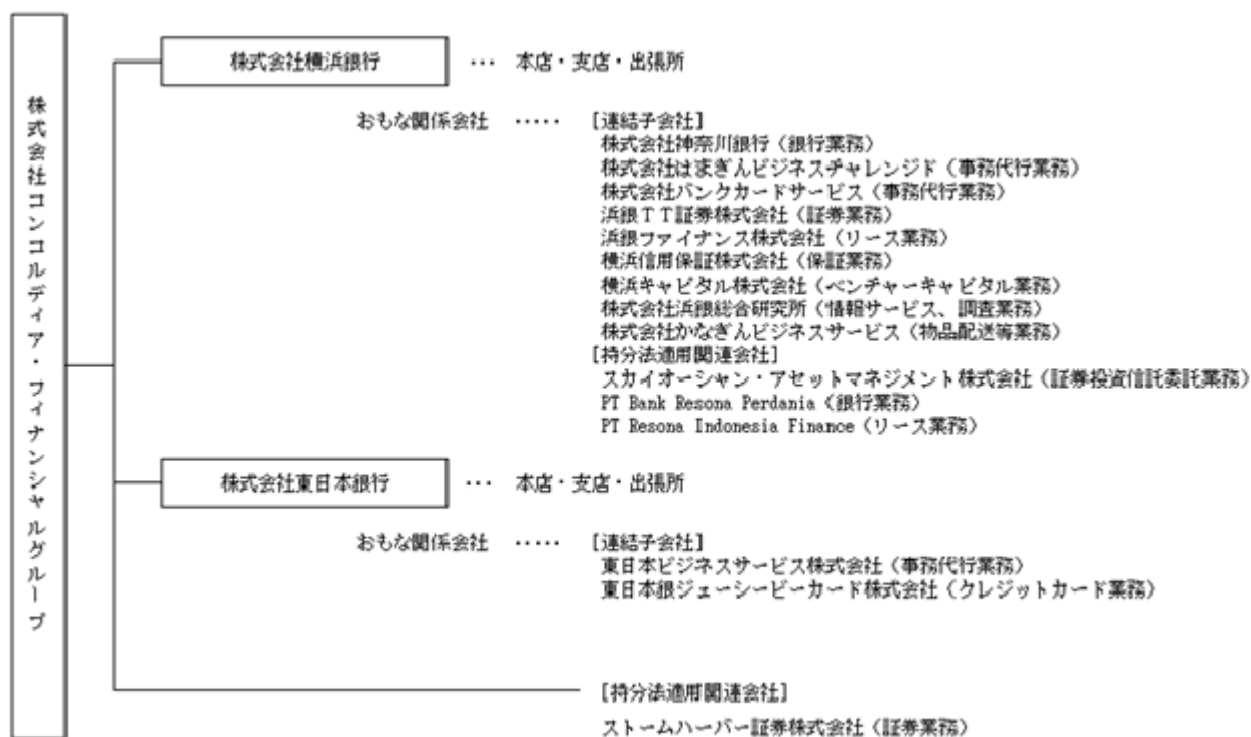 株式会社コンコルディア・フィナンシャルグループ
株式会社横浜銀行 … 本店・支店・出張所
おもな関係会社 ‥‥‥ [連結子会社]
株式会社神奈川銀行（銀行業務）
株式会社はまぎんビジネスチャレンジド（事務代行業務）
株式会社バンクカードサービス（事務代行業務）
浜銀ＴＴ証券株式会社（証券業務）
浜銀ファイナンス株式会社（リース業務）
横浜信用保証株式会社（保証業務）
横浜キャピタル株式会社（ベンチャーキャピタル業務）
株式会社浜銀総合研究所（情報サービス、調査業務）
株式会社かなぎんビジネスサービス（物品配送等業務）
[持分法適用関連会社]
スカイオーシャン・アセットマネジメント株式会社（証券投資信託委託業務）
PT Bank Resona Perdania（銀行業務）
PT Resona Indonesia Finance（リース業務）
株式会社東日本銀行 … 本店・支店・出張所
おもな関係会社 ‥‥‥ [連結子会社]
東日本ビジネスサービス株式会社（事務代行業務）
東日本銀ジェーシービーカード株式会社（クレジットカード業務）
[持分法適用関連会社]
ストームハーバー証券株式会社（証券業務）